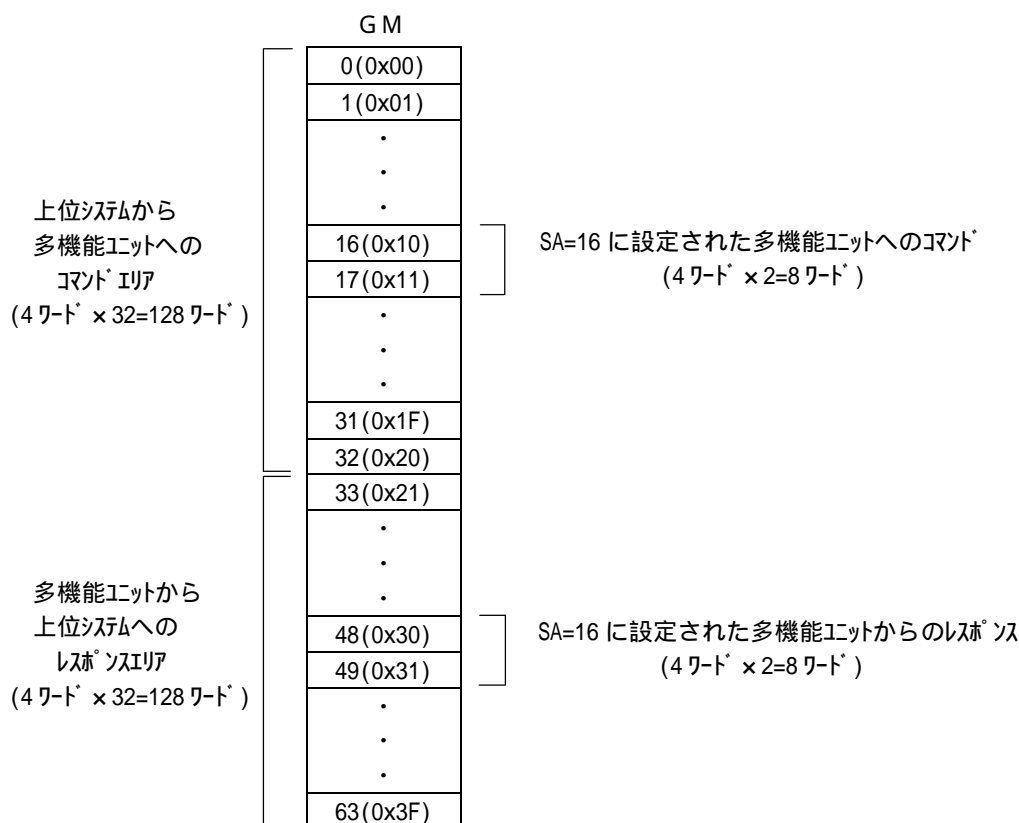 GM
0(0x00)
1(0x01)
・
・
・
16(0x10)
17(0x11)
・
・
・
31(0x1F)
32(0x20)
33(0x21)
・
・
・
48(0x30)
49(0x31)
・
・
・
63(0x3F)
上位ｼｽﾃﾑから
多機能ﾕﾆｯﾄへの
ｺﾏﾝﾄﾞｴﾘｱ
(4ﾜｰﾄﾞ×32=128ﾜｰﾄﾞ)
SA=16に設定された多機能ﾕﾆｯﾄへのｺﾏﾝﾄﾞ
(4ﾜｰﾄﾞ×2=8ﾜｰﾄﾞ)
多機能ﾕﾆｯﾄから
上位ｼｽﾃﾑへの
ﾚｽﾎﾟﾝｽｴﾘｱ
(4ﾜｰﾄﾞ×32=128ﾜｰﾄﾞ)
SA=16に設定された多機能ﾕﾆｯﾄからのﾚｽﾎﾟﾝｽ
(4ﾜｰﾄﾞ×2=8ﾜｰﾄﾞ)